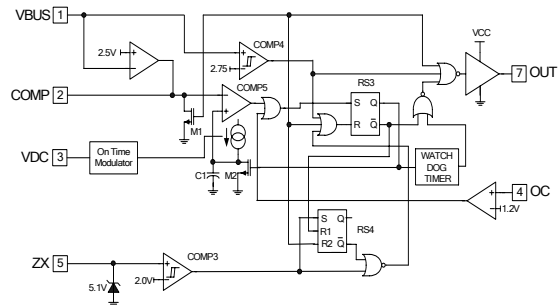 VBUS 1
VCC
2.5V
COMP4
2.75
7 OUT
COMP 2
COMP5
RS3
S Q
M1
R Q
VDC 3
On Time
Modulator
C1
M2
WATCH
DOG
TIMER
4 OC
1.2V
S Q
RS4
R1
R2 Q
ZX 5
COMP3
5.1V
2.0V